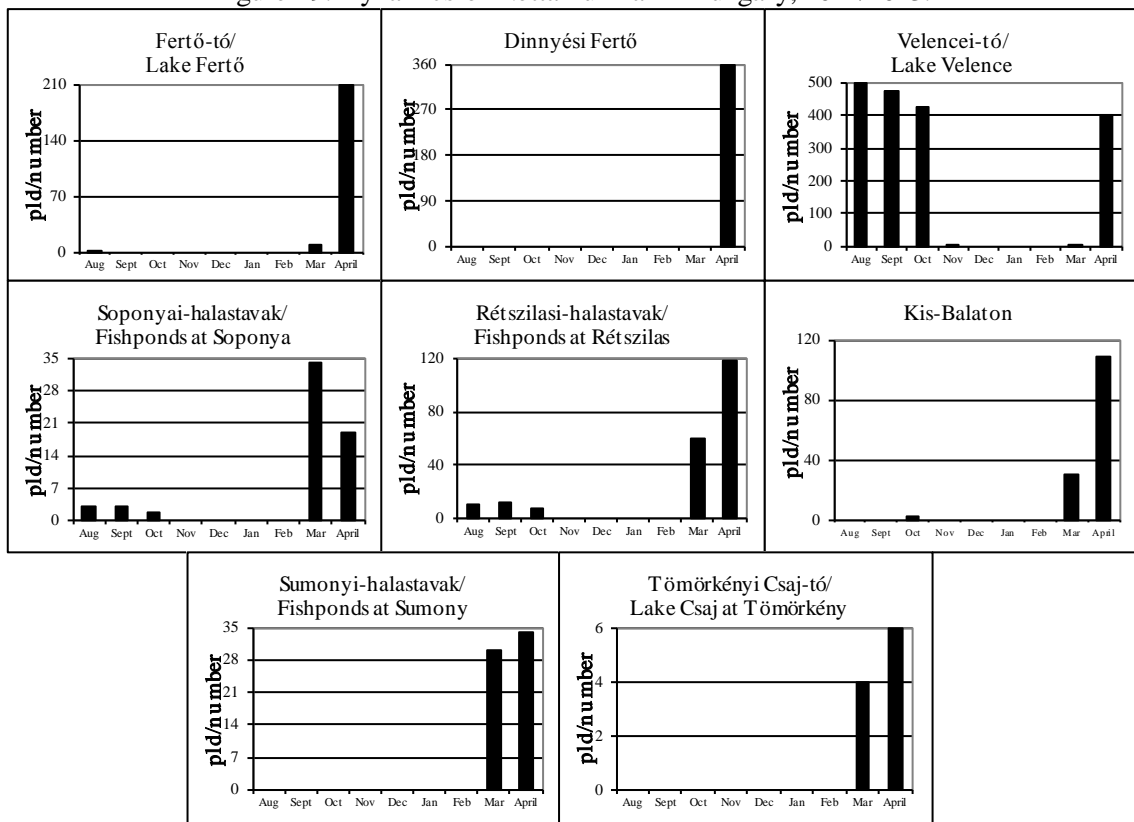 Fertő-tó/
Lake Fertő
pld/number
210
140
70
0
Aug Sept Oct Nov Dec Jan Feb Mar April
Dinnyési Fertő
pld/number
360
270
180
90
0
Aug Sept Oct Nov Dec Jan Feb Mar April
Velencei-tó/
Lake Velence
pld/number
500
400
300
200
100
0
Aug Sept Oct Nov Dec Jan Feb Mar April
Soponyai-halastavak/
Fishponds at Soponya
pld/number
35
28
21
14
7
0
Aug Sept Oct Nov Dec Jan Feb Mar April
Rétszilasi-halastavak/
Fishponds at Rétszilas
pld/number
120
80
40
0
Aug Sept Oct Nov Dec Jan Feb Mar April
Kis-Balaton
pld/number
120
80
40
0
Aug Sept Oct Nov Dec Jan Feb Mar April
Sumonyi-halastavak/
Fishponds at Sumony
pld/number
35
28
21
14
7
0
Aug Sept Oct Nov Dec Jan Feb Mar April
Tömörkényi Csaj-tó/
Lake Csaj at Tömörkény
pld/number
6
4
2
0
Aug Sept Oct Nov Dec Jan Feb Mar April